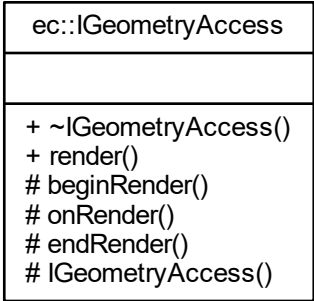 ec::IGeometryAccess
+ ~IGeometryAccess()
+ render()
# beginRender()
# onRender()
# endRender()
# IGeometryAccess()